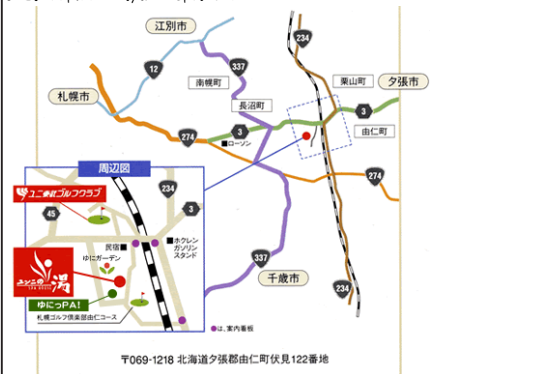 江別市
234
12
337
南幌町
栗山町
夕張市
札幌市
長沼町
3
3
由仁町
274
■ローソン
周辺図
274
ユニ東武ゴルフクラブ
234
45
3
民宿■
■ホクレン
ガソリン
スタンド
ゆにガーデン
ユンニの湯
337
千歳市
ゆにっPA!
234
札幌ゴルフ倶楽部由仁コース
●は、案内看板
〒069-1218 北海道夕張郡由仁町伏見122番地